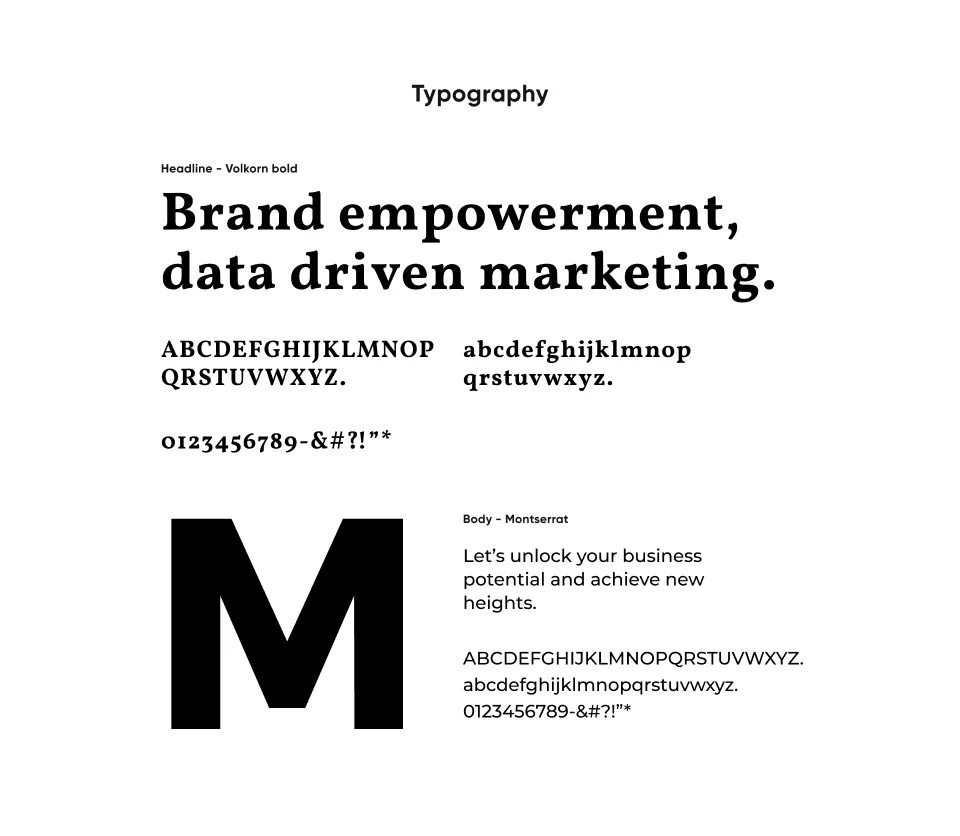 Typography
Headline - Volkorn bold
Brand empowerment,
data driven marketing.
ABCDEFGHIJKLMNOP
QRSTUVWXYZ.
abcdefghijklmnop
qrstuvwxyz.
0123456789-&#?!”*
M
Body - Montserrat
Let’s unlock your business
potential and achieve new
heights.
ABCDEFGHIJKLMNOPQRSTUVWXYZ.
abcdefghijklmnopqrstuvwxyz.
0123456789-&#?!”*